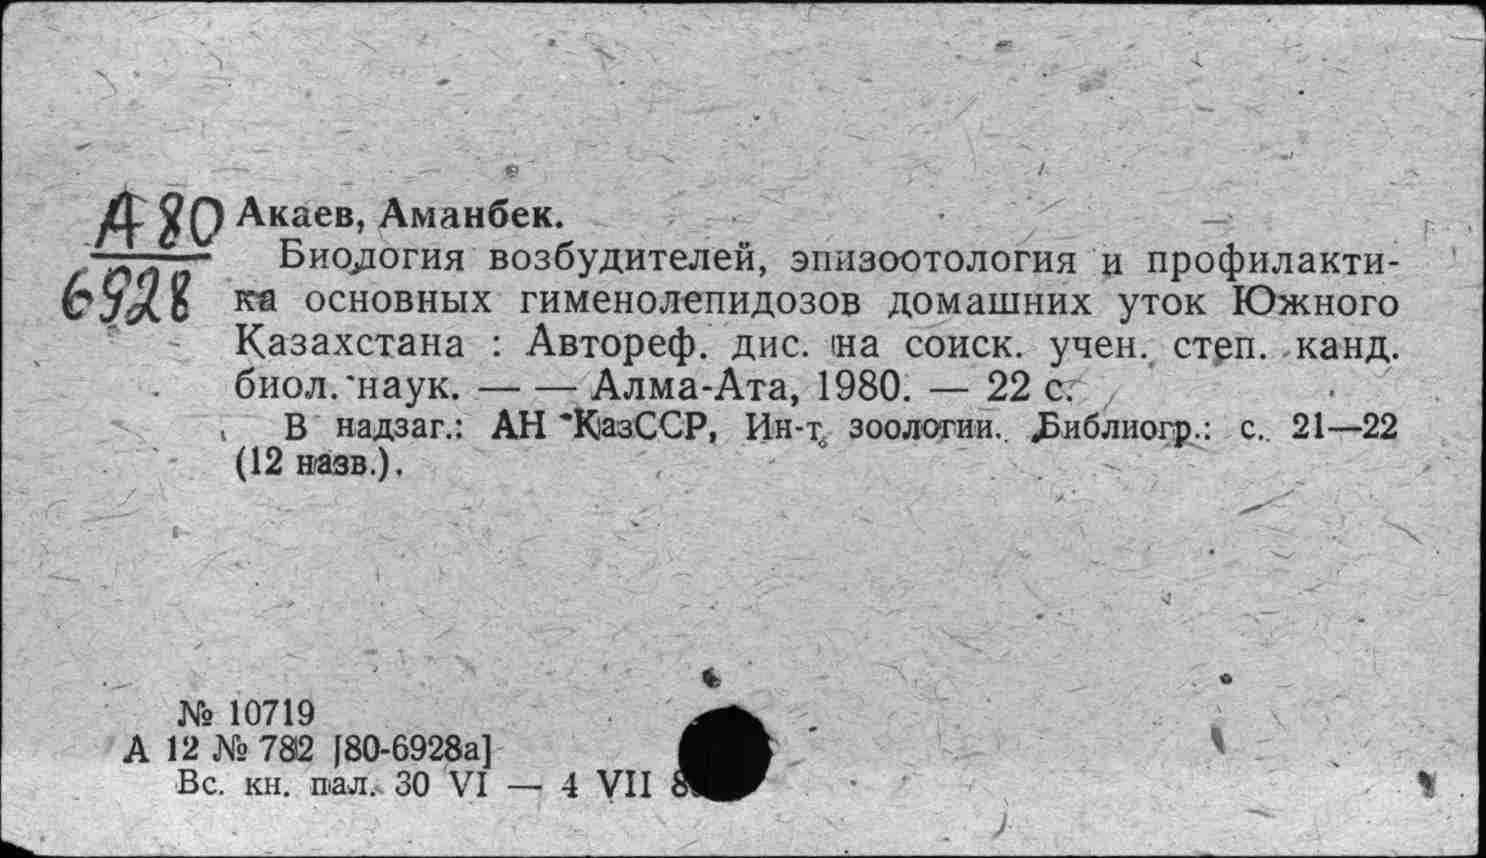 А 80
6928
Акаев, Аманбек.
Биология возбудителей, эпизоотология и профилакти-
ка основных гименолепидозов домашних уток Южного
Казахстана : Автореф. дис. на соиск. учен. степ. канд.
биол. наук. — — Алма-Ата, 1980. — 22 с.
В надзаг.: АН КазССР, Ин-т зоологии. Библиогр.: с. 21—22
(12 назв.).
№ 10719
А 12 № 782 [80-6928а]
Вс. кн. пал. 30 VI — 4 VII